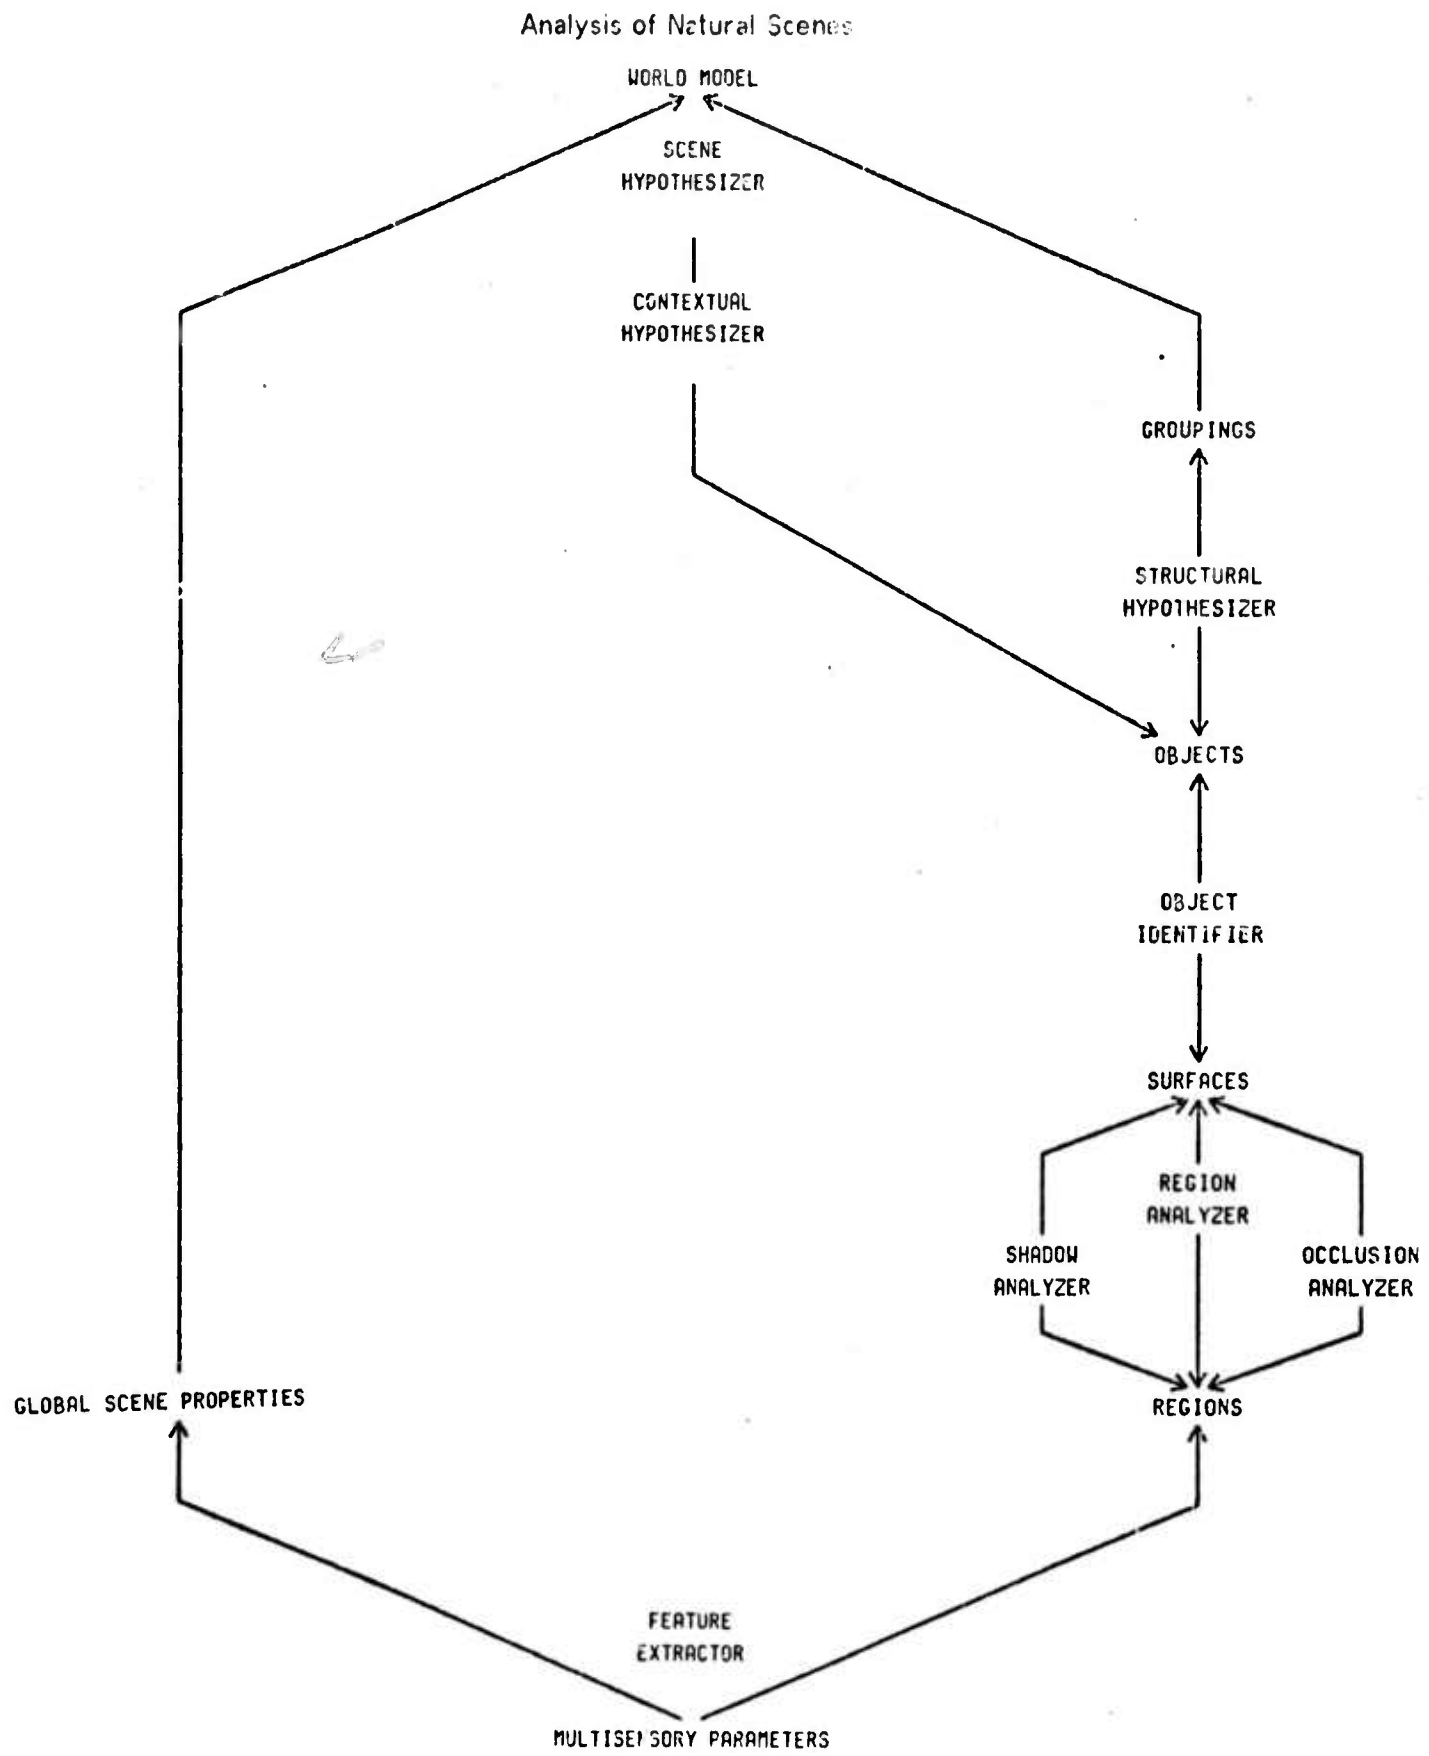 Analysis of Natural Scenes
WORLD MODEL
SCENE
HYPOTHESIZER
CONTEXTUAL
HYPOTHESIZER
GROUPINGS
STRUCTURAL
HYPOTHESIZER
OBJECTS
OBJECT
IDENTIFIER
SURFACES
REGION
ANALYZER
SHADOW
ANALYZER
OCCLUSION
ANALYZER
GLOBAL SCENE PROPERTIES
REGIONS
FEATURE
EXTRACTOR
MULTISENSORY PARAMETERS